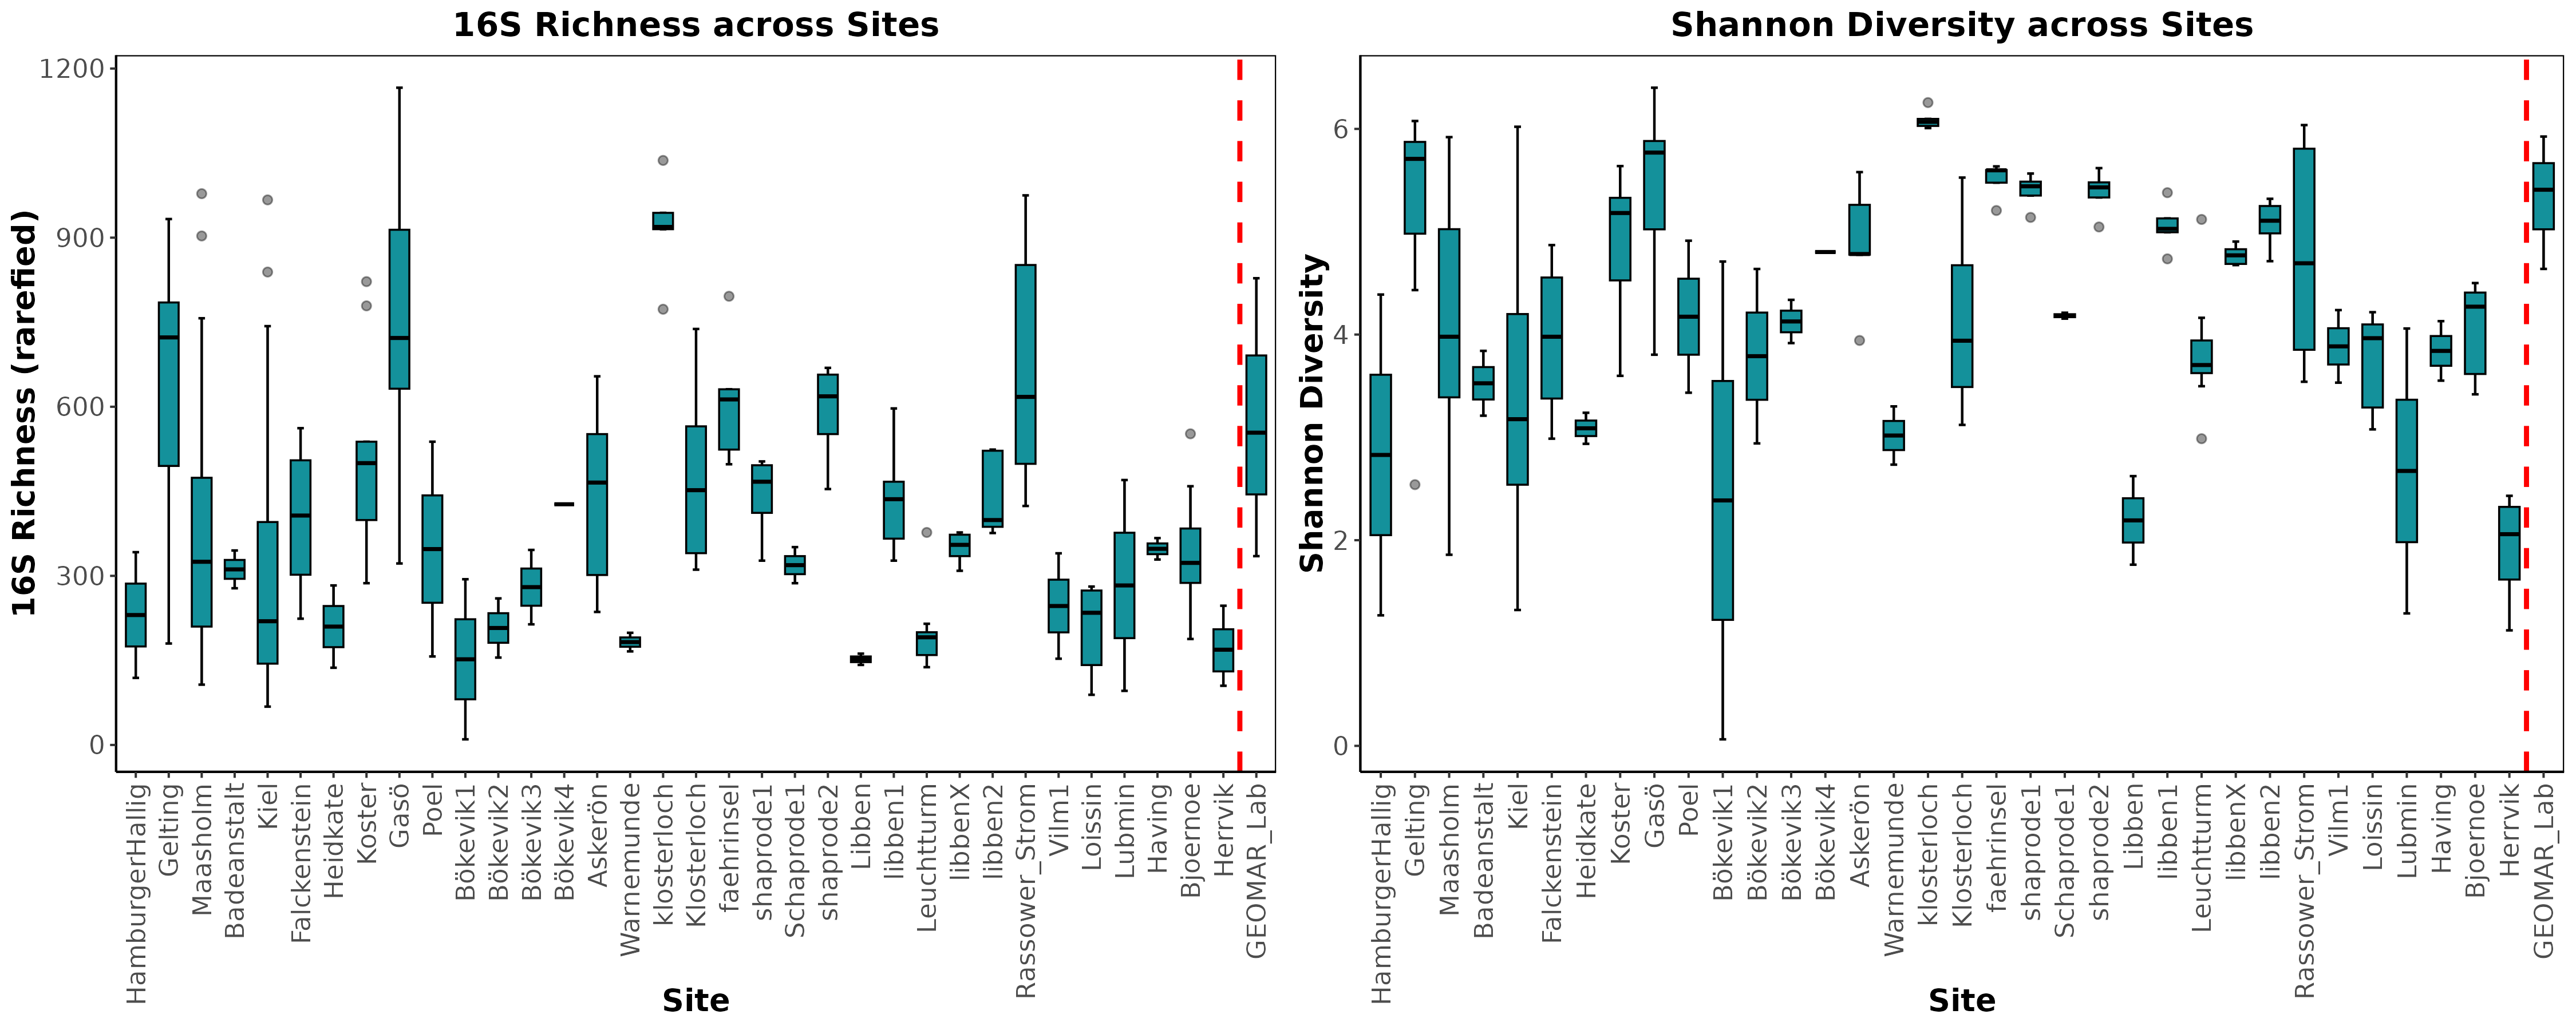 16S Richness across Sites
16S Richness (rarefied)
1200
900
600
300
0
HamburgerHallig
Gelting
Maasholm
Badeanstalt
Kiel
Falckenstein
Heidkate
Koster
Gasö
Poel
Bökevik1
Bökevik2
Bökevik3
Bökevik4
Askerön
Warnemunde
klosterloch
Klosterloch
faehrinsel
shaprode1
Schaprode1
shaprode2
Libben
libben1
Leuchtturm
libbenX
libben2
Rassower_Strom
Vilm1
Loissin
Lubmin
Having
Bjoernoe
Herrvik
GEOMAR_Lab
Site
Shannon Diversity across Sites
Shannon Diversity
6
4
2
0
HamburgerHallig
Gelting
Maasholm
Badeanstalt
Kiel
Falckenstein
Heidkate
Koster
Gasö
Poel
Bökevik1
Bökevik2
Bökevik3
Bökevik4
Askerön
Warnemunde
klosterloch
Klosterloch
faehrinsel
shaprode1
Schaprode1
shaprode2
Libben
libben1
Leuchtturm
libbenX
libben2
Rassower_Strom
Vilm1
Loissin
Lubmin
Having
Bjoernoe
Herrvik
GEOMAR_Lab
Site